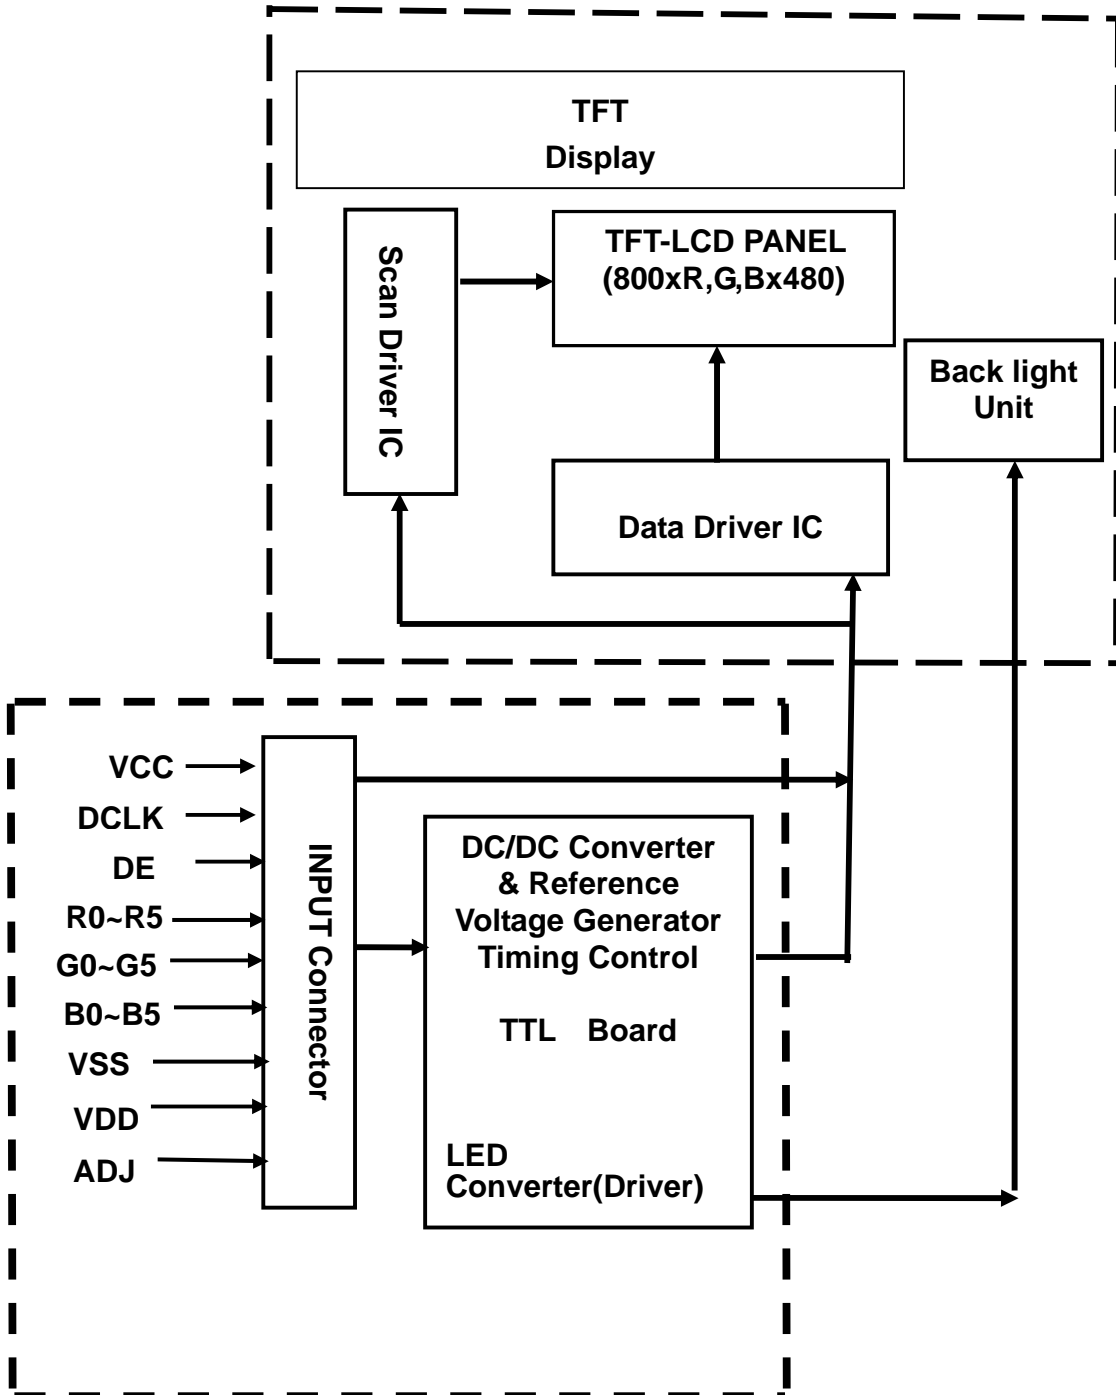 TFT
Display
Scan Driver IC
TFT-LCD PANEL
(800xR,G,Bx480)
Back light
Unit
Data Driver IC
VCC
DCLK
DE
R0~R5
G0~G5
B0~B5
VSS
VDD
ADJ
INPUT Connector
DC/DC Converter
& Reference
Voltage Generator
Timing Control
TTL Board
LED
Converter(Driver)